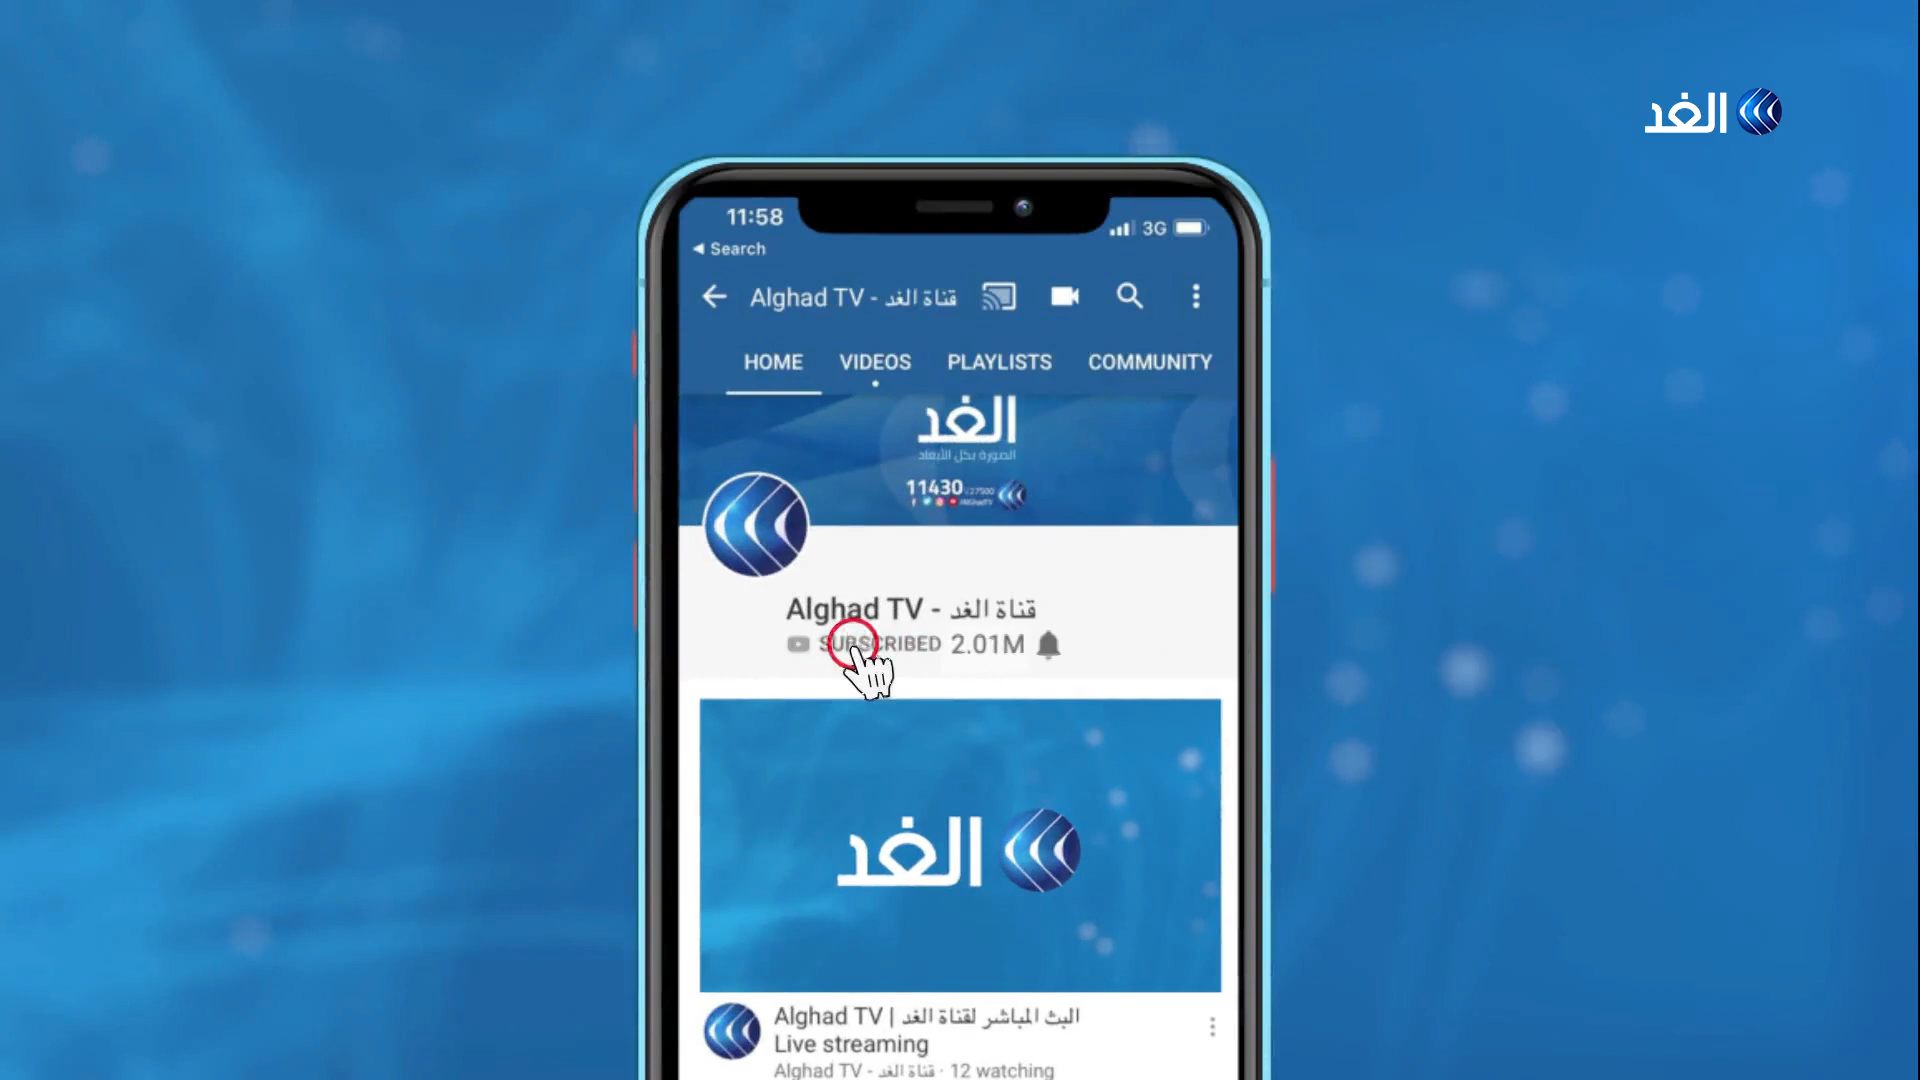 الغد
11:58
3G
Search
Alghad TV - قناة الغد
HOME VIDEOS PLAYLISTS COMMUNITY
الغد
الصورة بكل الأبعاد
11430 27500
Alghad TV - قناة الغد
SUBSCRIBED 2.01M
الغد
Alghad TV | البث المباشر لقناة الغد
Live streaming
Alghad TV - قناة الغد · 12 watching